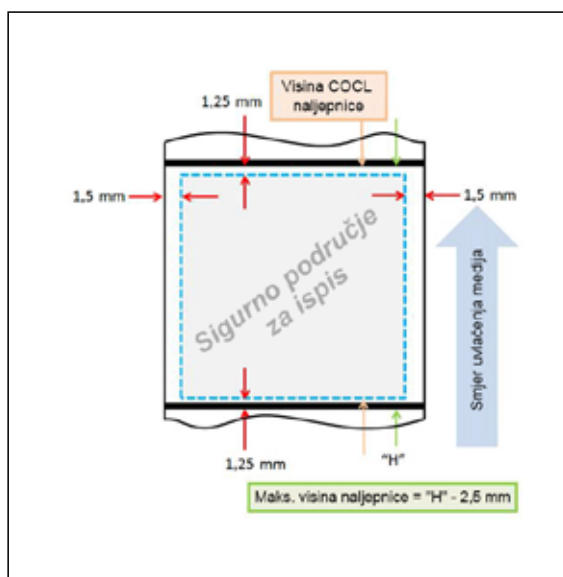 Visina COCL
naljepnice
1,25 mm
1,5 mm
1,5 mm
Sigurno područje
za ispis
Smjer uvlačenja medija
1,25 mm
"H"
Maks. visina naljepnice = "H" - 2,5 mm